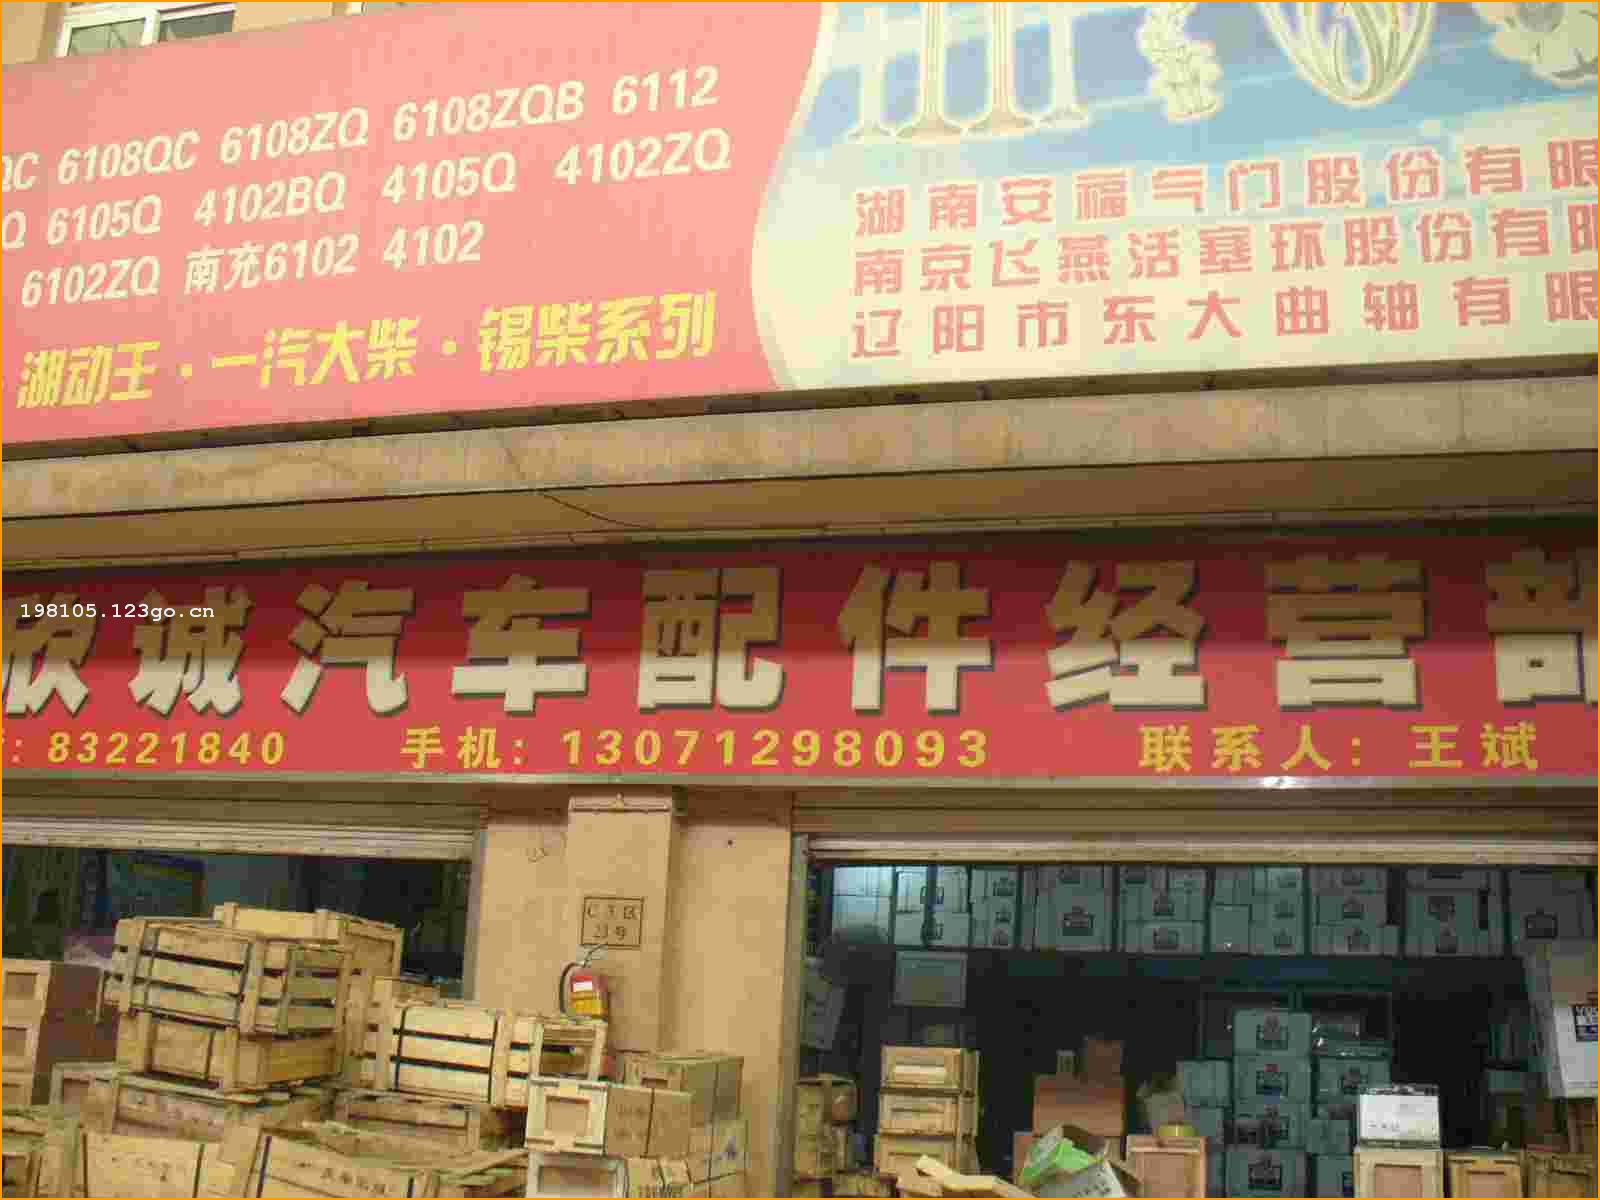 QC 6108QC 6108ZQ 6108ZQB 6112
Q 6105Q 4102BQ 4105Q 4102ZQ
6102ZQ 南充6102 4102
湖动王·一汽大柴·锡柴系列
湖南安福气门股份有限
南京飞燕活塞环股份有限
辽阳市东大曲轴有限
198105.123go.cn
欣诚汽车配件经营部
: 83221840 手机: 13071298093 联系人: 王斌